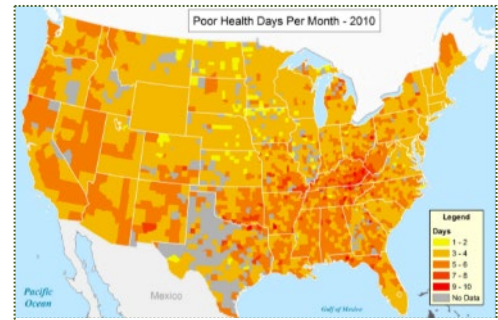 Poor Health Days Per Month - 2010
Legend
Days
1 - 2
3 - 4
5 - 6
7 - 8
9 - 10
No Data
Pacific
Ocean
Mexico
Gulf of Mexico